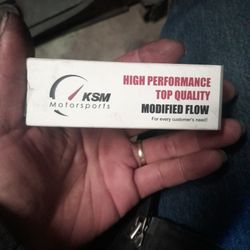 KSM
Motorsports
HIGH PERFORMANCE
TOP QUALITY
MODIFIED FLOW
For every customer's need!